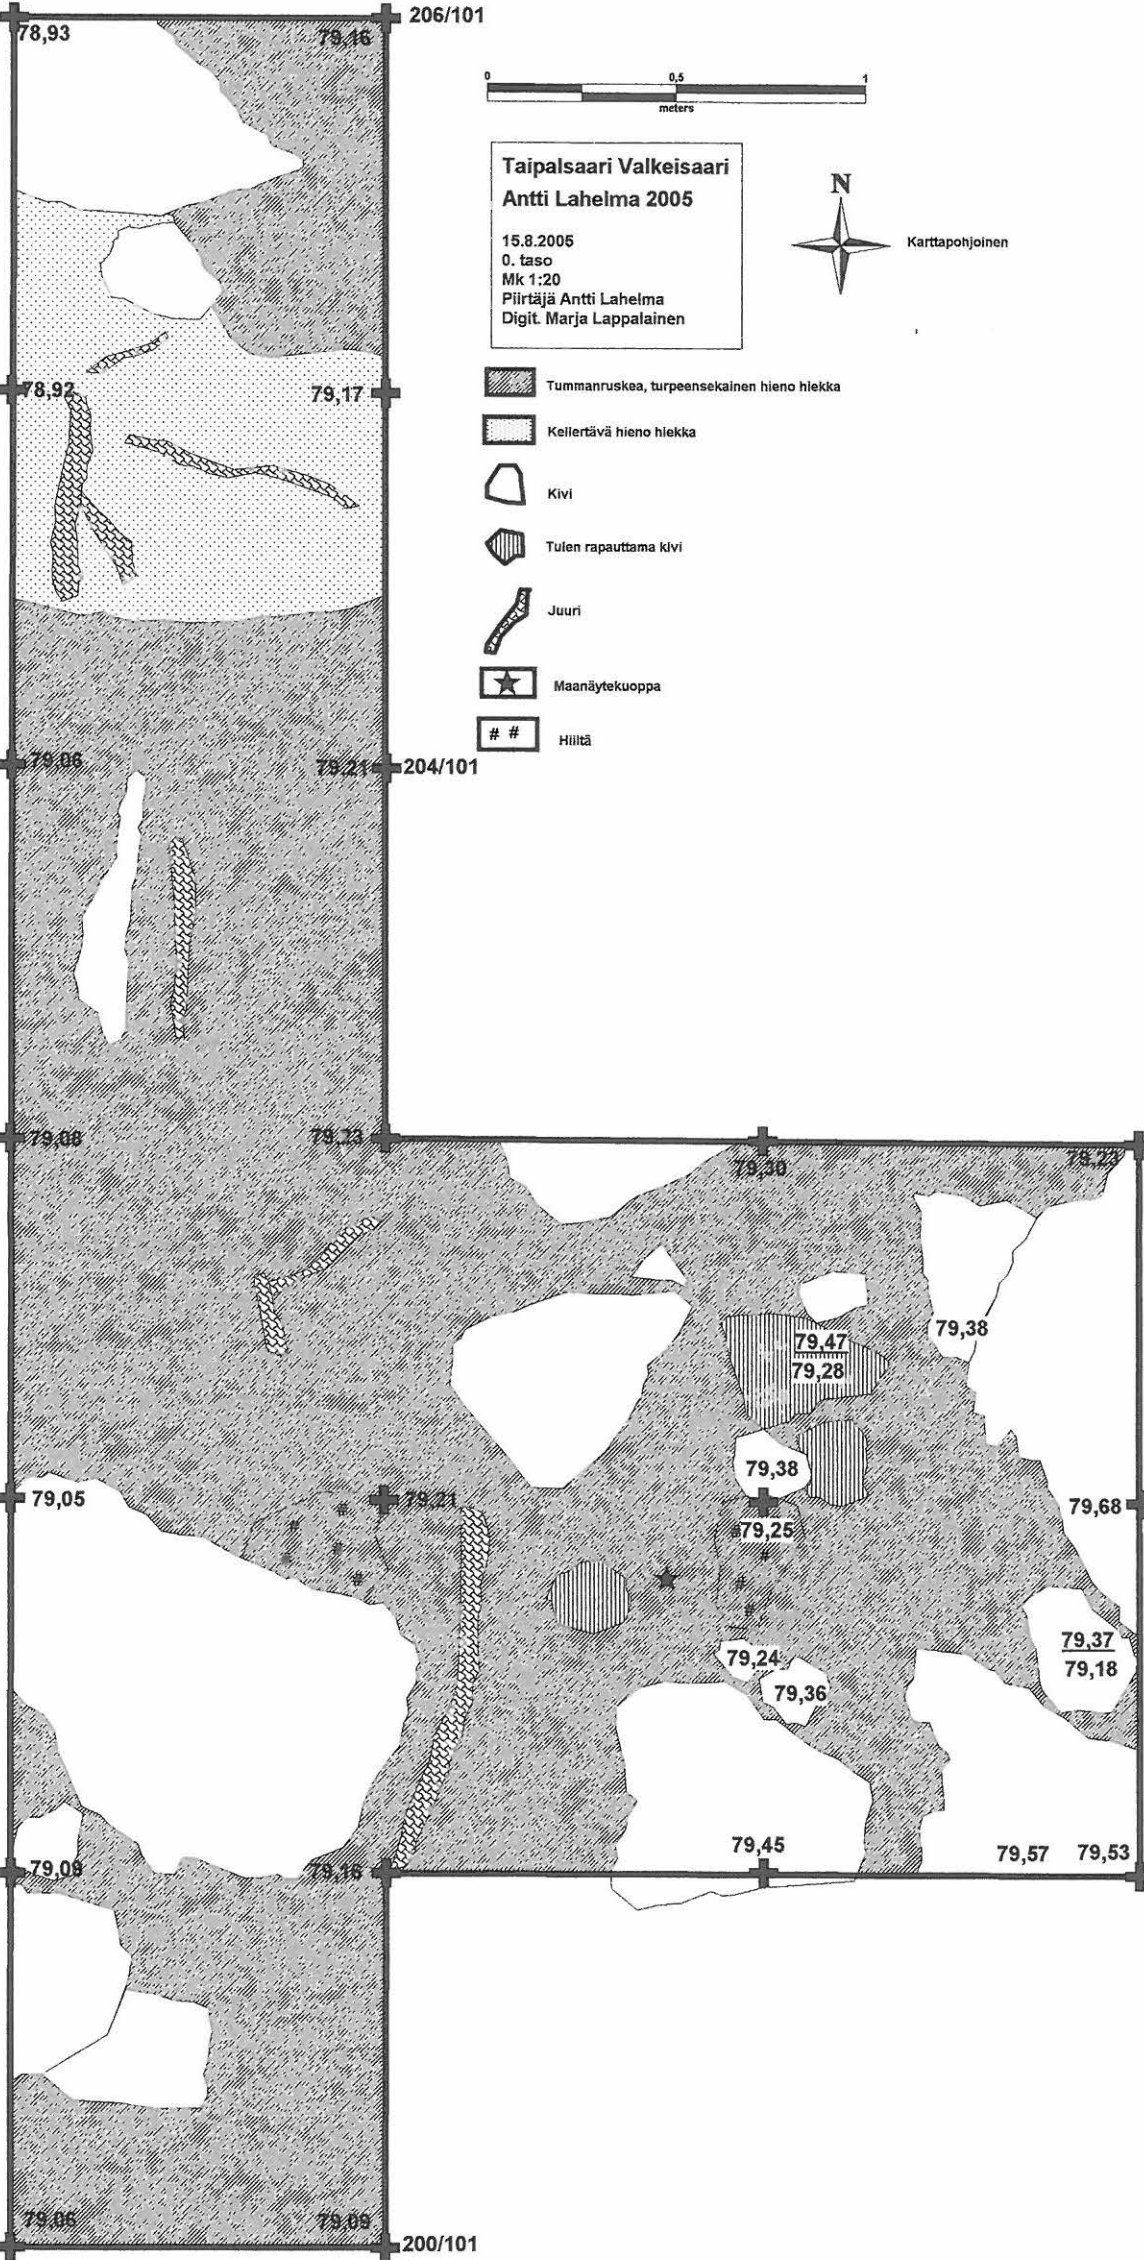 206/101
78,93
79,16
0
0,5
1
meters
Taipalsaari Valkeisaari
Antti Lahelma 2005
15.8.2005
0. taso
Mk 1:20
Piirtäjä Antti Lahelma
Digit. Marja Lappalainen
N
Karttapohjoinen
78,92
79,17
Tummanruskea, turpeensekainen hieno hiekka
Kellertävä hieno hiekka
Kivi
Tulen rapauttama kivi
Juuri
Maanäytekuoppa
# #
Hiiltä
79,06
79,21
204/101
79,08
79,23
79,30
79,23
79,38
79,47
79,28
79,38
79,05
79,21
79,25
79,68
79,37
79,18
79,24
79,36
79,45
79,57
79,53
79,09
79,16
79,06
79,09
200/101